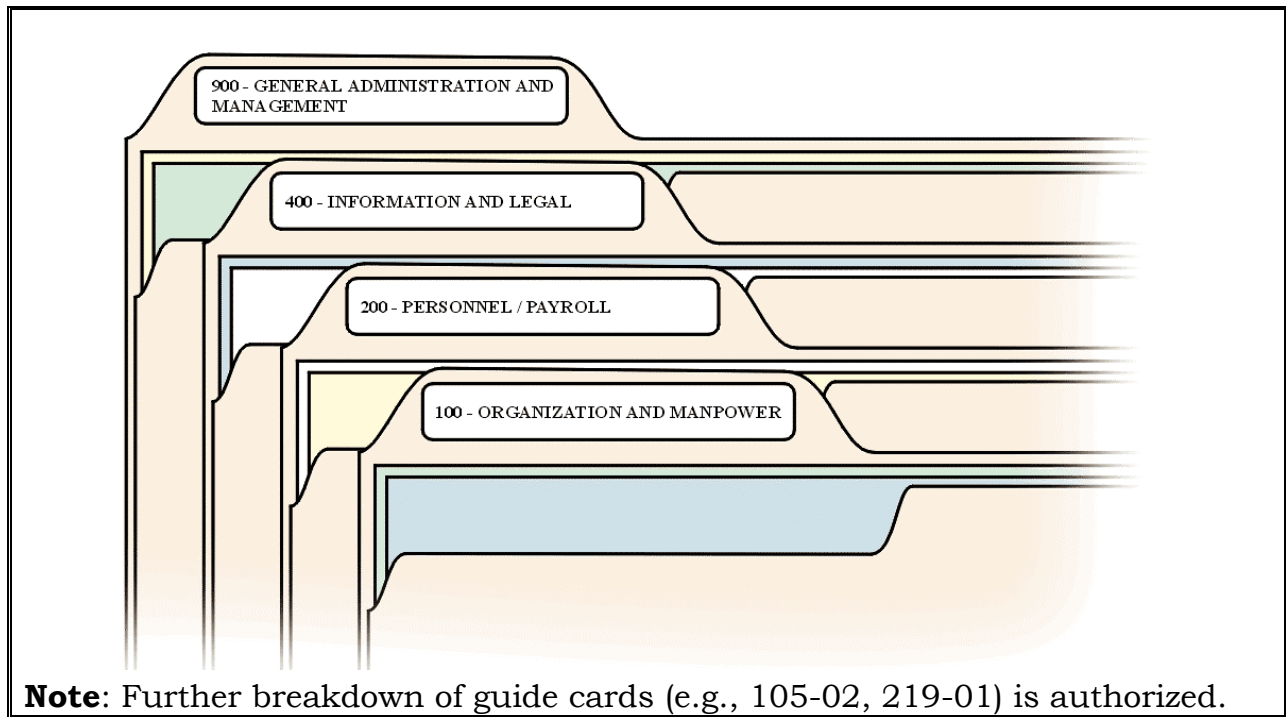 900 - GENERAL ADMINISTRATION AND
MANAGEMENT
400 - INFORMATION AND LEGAL
200 - PERSONNEL / PAYROLL
100 - ORGANIZATION AND MANPOWER
Note: Further breakdown of guide cards (e.g., 105-02, 219-01) is authorized.